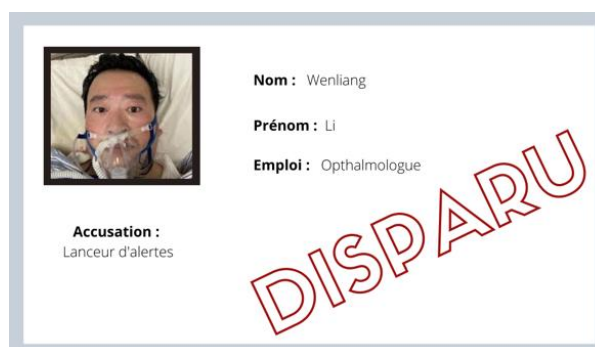 Nom : Wenliang
Prénom : Li
Emploi : Opthalmologue
Accusation :
Lanceur d'alertes
DISPARU